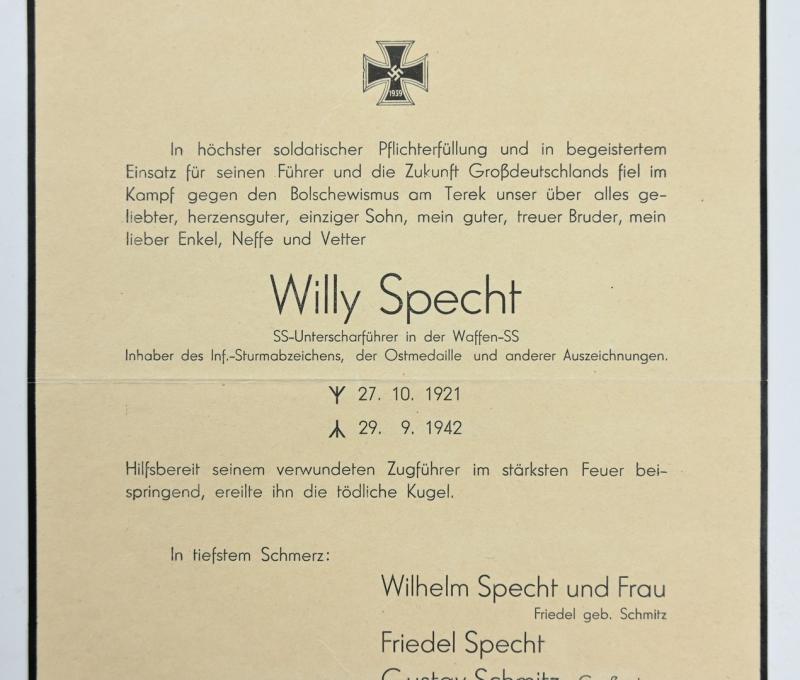 1939
In höchster soldatischer Pflichterfüllung und in begeistertem
Einsatz für seinen Führer und die Zukunft Großdeutschlands fiel im
Kampf gegen den Bolschewismus am Terek unser über alles ge-
liebter, herzensguter, einziger Sohn, mein guter, treuer Bruder, mein
lieber Enkel, Neffe und Vetter
Willy Specht
SS-Unterscharführer in der Waffen-SS
Inhaber des Inf.-Sturmabzeichens, der Ostmedaille und anderer Auszeichnungen.
ᛉ 27. 10. 1921
ᛦ 29. 9. 1942
Hilfsbereit seinem verwundeten Zugführer im stärksten Feuer bei-
springend, ereilte ihn die tödliche Kugel.
In tiefstem Schmerz:
Wilhelm Specht und Frau
Friedel geb. Schmitz
Friedel Specht
Gustav Schmitz